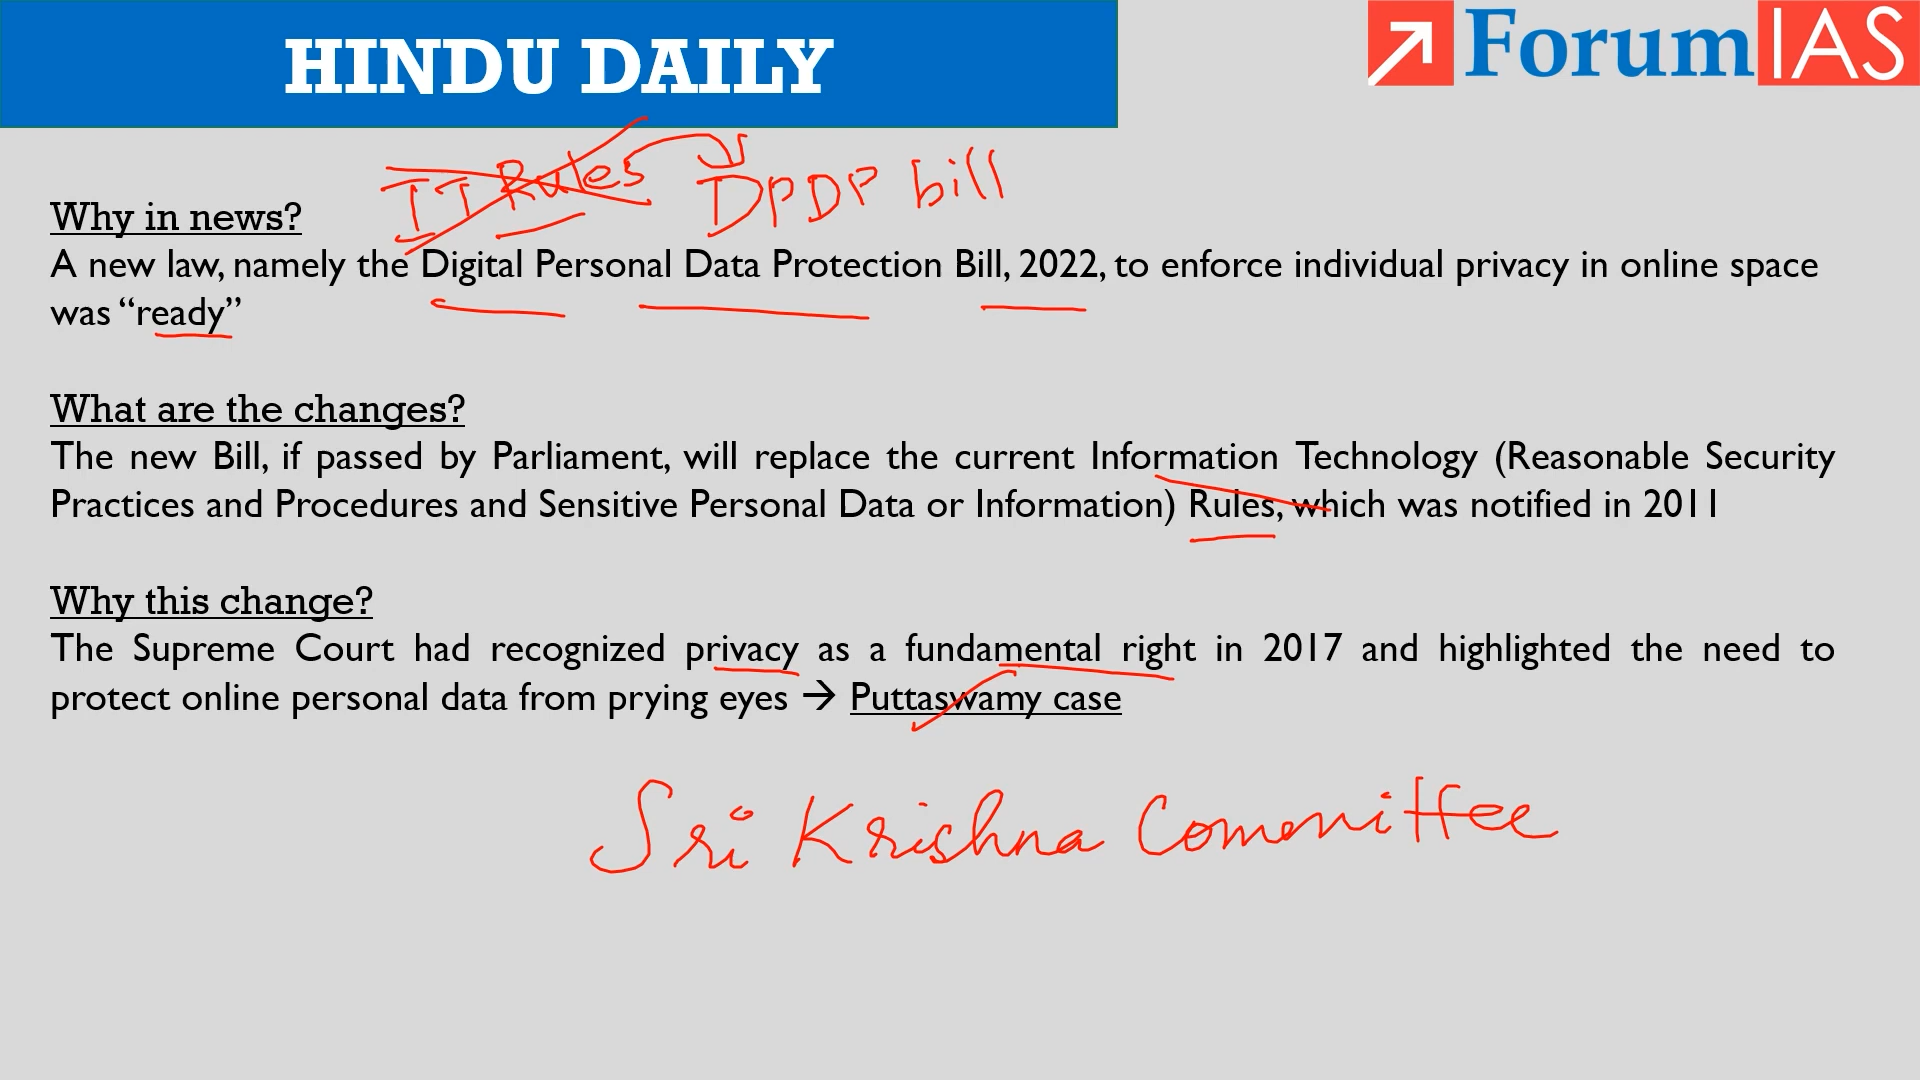 HINDU DAILY
ForumIAS
IT Rules DPDP bill
Why in news?
A new law, namely the Digital Personal Data Protection Bill, 2022, to enforce individual privacy in online space
was “ready”
What are the changes?
The new Bill, if passed by Parliament, will replace the current Information Technology (Reasonable Security
Practices and Procedures and Sensitive Personal Data or Information) Rules, which was notified in 2011
Why this change?
The Supreme Court had recognized privacy as a fundamental right in 2017 and highlighted the need to
protect online personal data from prying eyes → Puttaswamy case
Sri Krishna Committee